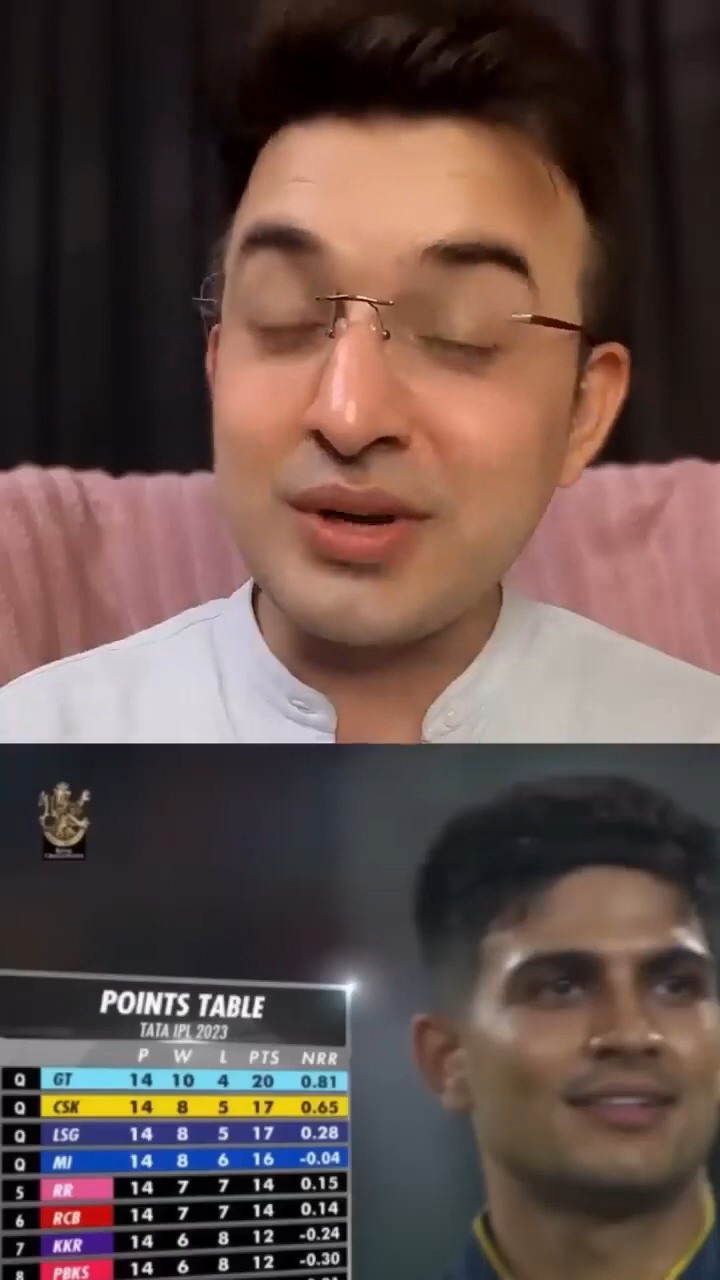 POINTS TABLE
TATA IPL 2023
P W L PTS NRR
Q GT 14 10 4 20 0.81
Q CSK 14 8 5 17 0.65
Q LSG 14 8 5 17 0.28
Q MI 14 8 6 16 -0.04
5 RR 14 7 7 14 0.15
6 RCB 14 7 7 14 0.14
7 KKR 14 6 8 12 -0.24
8 PBKS 14 6 8 12 -0.30